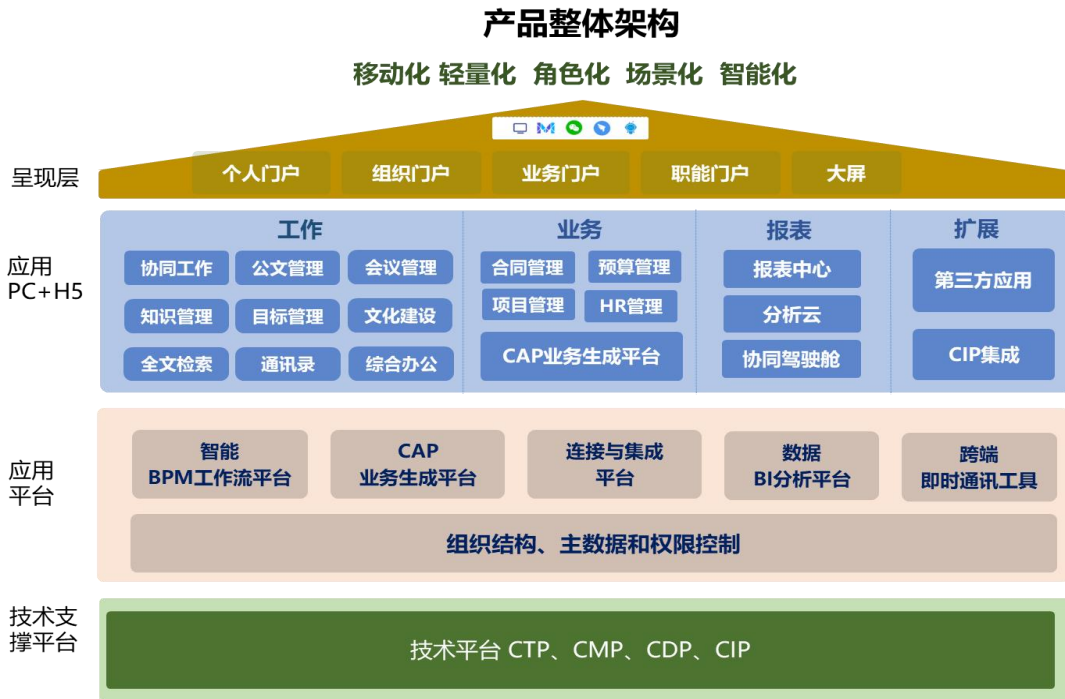 产品整体架构
移动化 轻量化 角色化 场景化 智能化
呈现层
个人门户 组织门户 业务门户 职能门户 大屏
应用
PC+H5
工作
协同工作 公文管理 会议管理
知识管理 目标管理 文化建设
全文检索 通讯录 综合办公
业务
合同管理 预算管理
项目管理 HR管理
CAP业务生成平台
报表
报表中心
分析云
协同驾驶舱
扩展
第三方应用
CIP集成
应用
平台
智能
BPM工作流平台
CAP
业务生成平台
连接与集成
平台
数据
BI分析平台
跨端
即时通讯工具
组织结构、主数据和权限控制
技术支
撑平台
技术平台 CTP、CMP、CDP、CIP